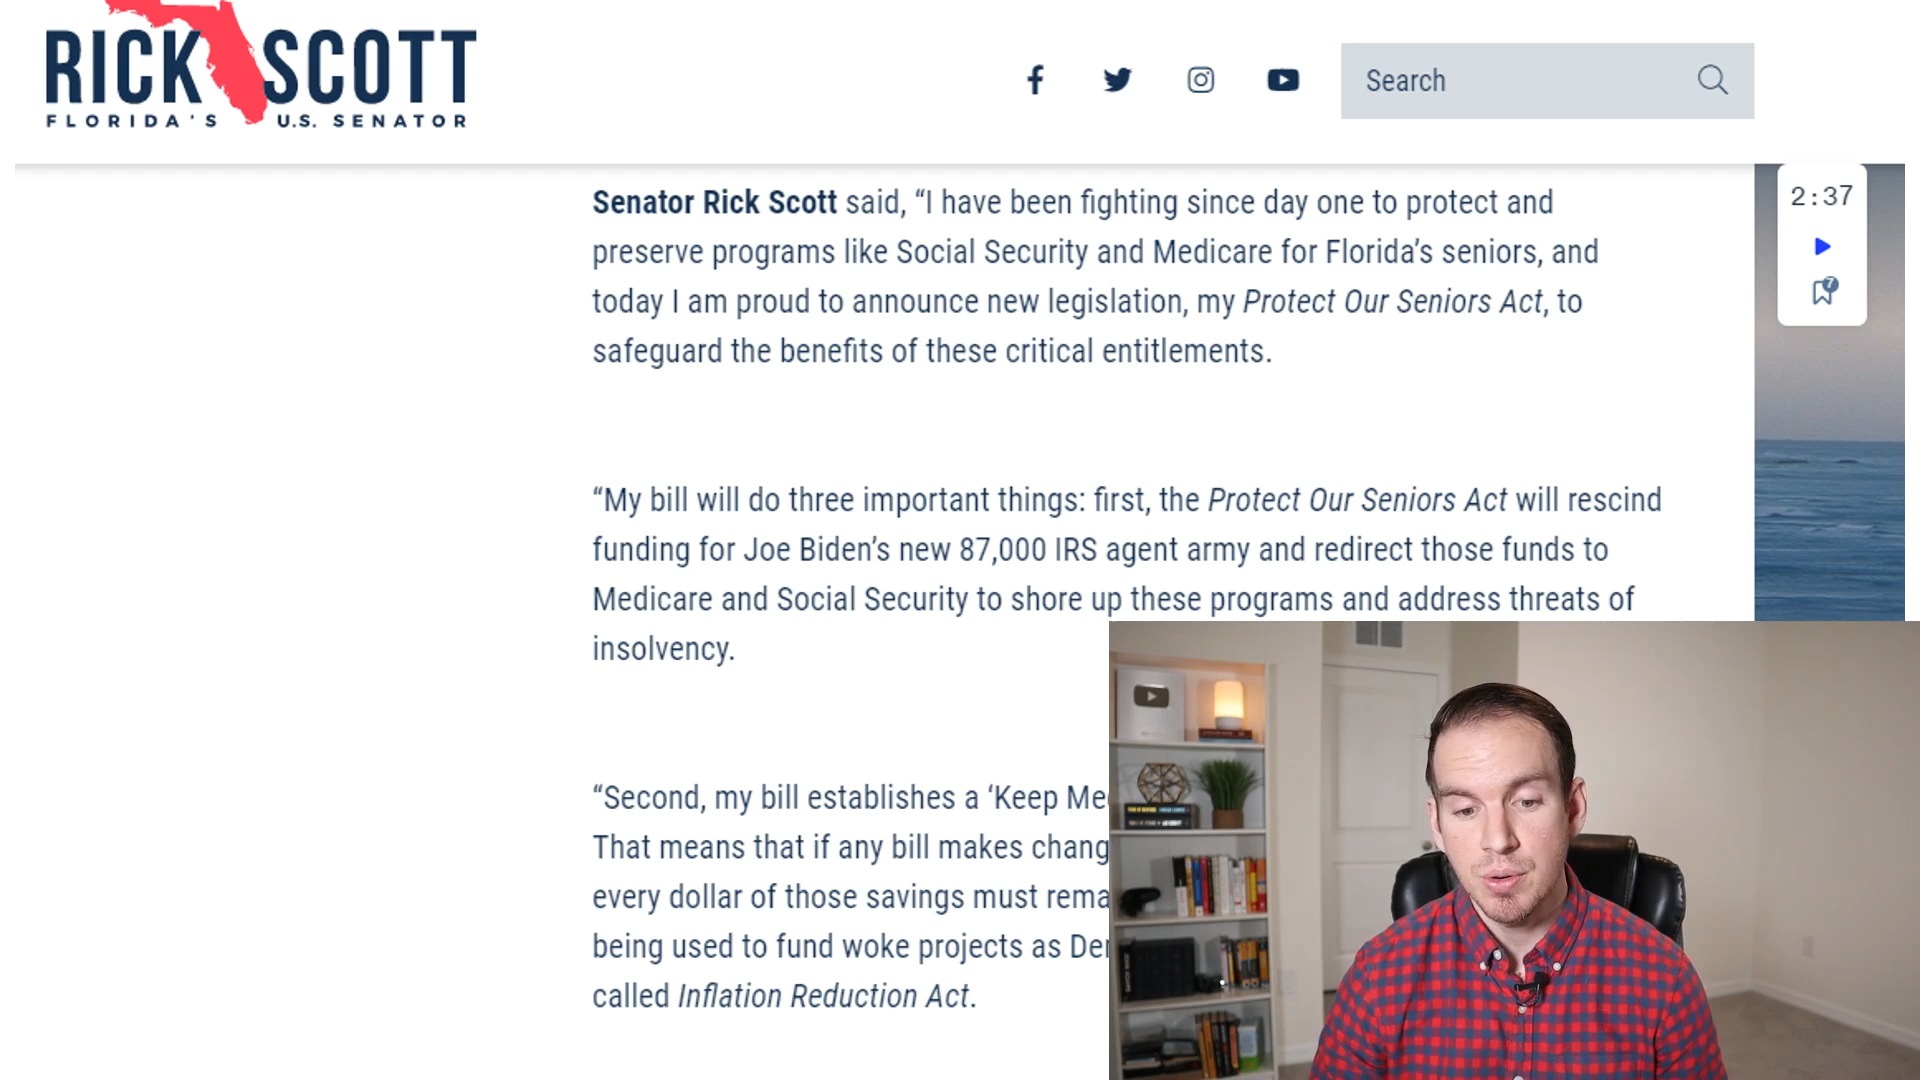 RICK SCOTT
FLORIDA'S U.S. SENATOR
Search
2:37
7
Senator Rick Scott said, “I have been fighting since day one to protect and
preserve programs like Social Security and Medicare for Florida’s seniors, and
today I am proud to announce new legislation, my Protect Our Seniors Act, to
safeguard the benefits of these critical entitlements.
“My bill will do three important things: first, the Protect Our Seniors Act will rescind
funding for Joe Biden’s new 87,000 IRS agent army and redirect those funds to
Medicare and Social Security to shore up these programs and address threats of
insolvency.
“Second, my bill establishes a ‘Keep
That means that if any bill makes
every dollar of those savings must
being used to fund woke projects as
called Inflation Reduction Act.